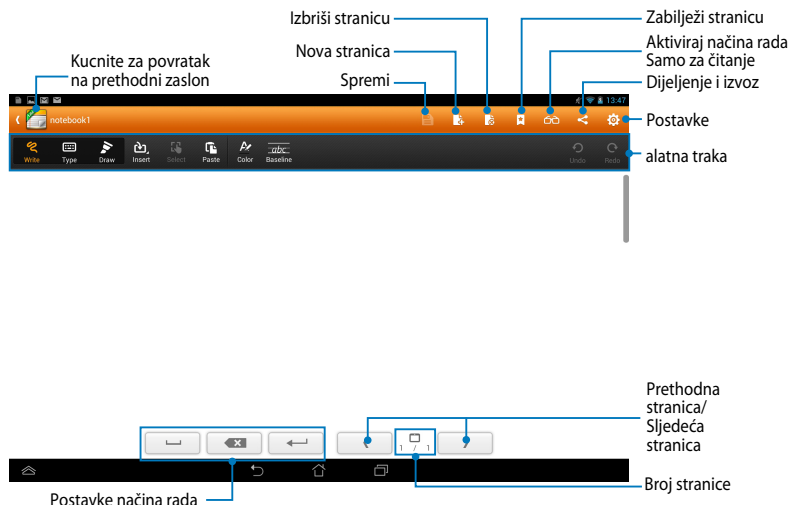 Izbriši stranicu
Zabilježi stranicu
Nova stranica
Aktiviraj načina rada
Samo za čitanje
Kucnite za povratak
na prethodni zaslon
Spremi
Dijeljenje i izvoz
13:47
notebook1
Postavke
Write
Type
Draw
Insert
Select
Paste
Color
abc
Baseline
Undo
Redo
alatna traka
Prethodna
stranica/
Sljedeća
stranica
1 / 1
Broj stranice
Postavke načina rada